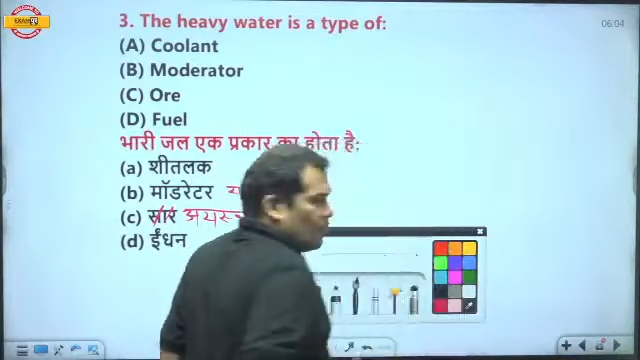 EXAM पुर
06:04
3. The heavy water is a type of:
(A) Coolant
(B) Moderator
(C) Ore
(D) Fuel
भारी जल एक प्रकार का होता है:
(a) शीतलक
(b) मॉडरेटर
(c) सार
(d) ईंधन